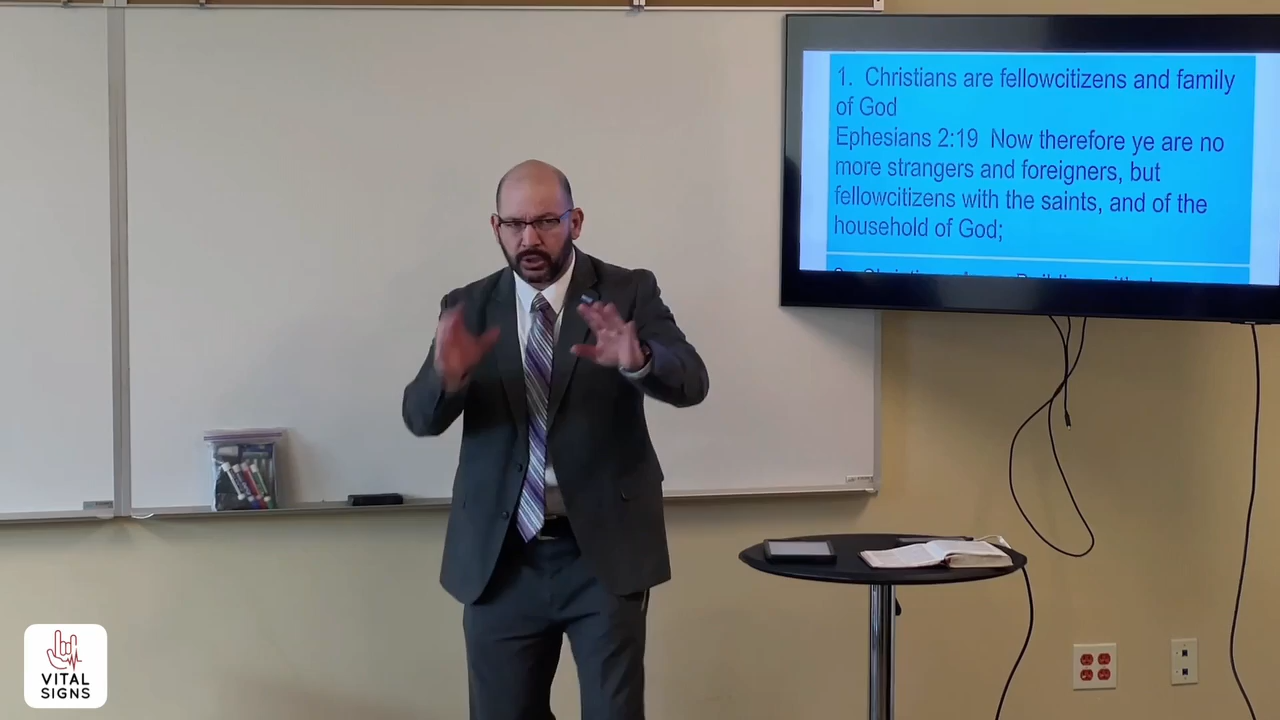 1. Christians are fellowcitizens and family
of God
Ephesians 2:19 Now therefore ye are no
more strangers and foreigners, but
fellowcitizens with the saints, and of the
household of God;
VITAL
SIGNS